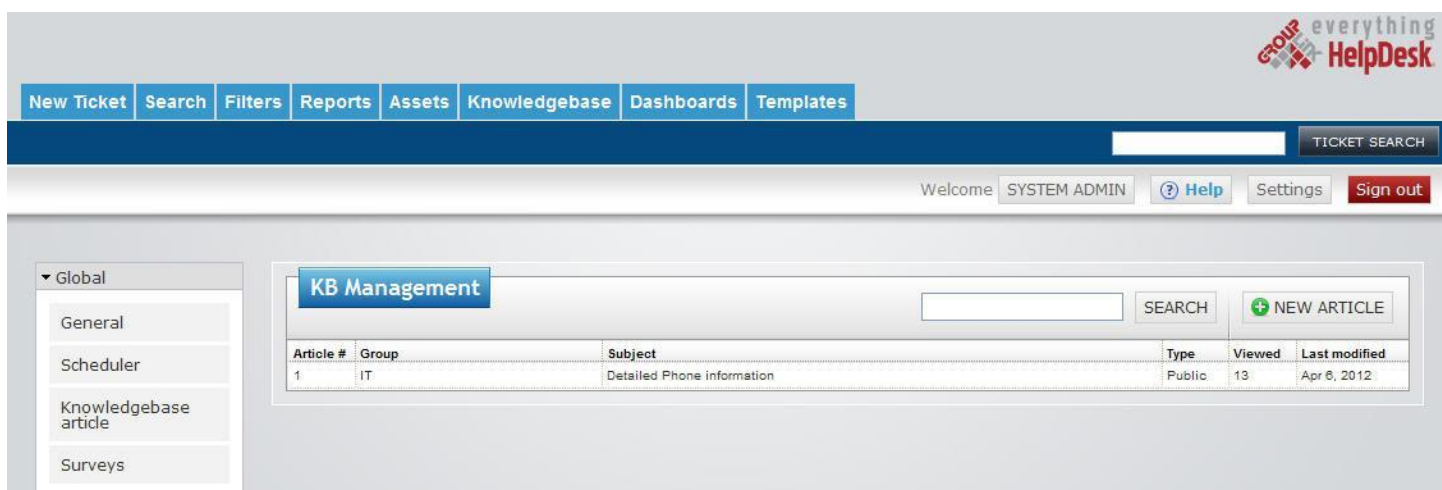 GROUP Link
everything
HelpDesk
New Ticket Search Filters Reports Assets Knowledgebase Dashboards Templates
TICKET SEARCH
Welcome SYSTEM ADMIN ? Help Settings Sign out
Global
General
Scheduler
Knowledgebase
article
Surveys
KB Management
SEARCH NEW ARTICLE
Article # Group Subject Type Viewed Last modified
1 IT Detailed Phone information Public 13 Apr 6, 2012